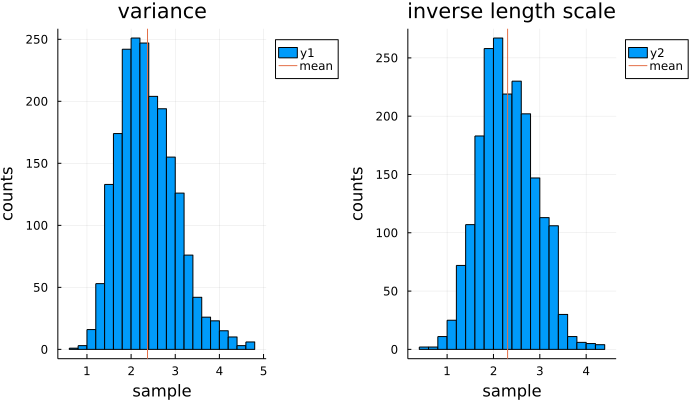 variance
counts
250
200
150
100
50
0
1 2 3 4 5
sample
y1
mean
inverse length scale
counts
250
200
150
100
50
0
1 2 3 4
sample
y2
mean